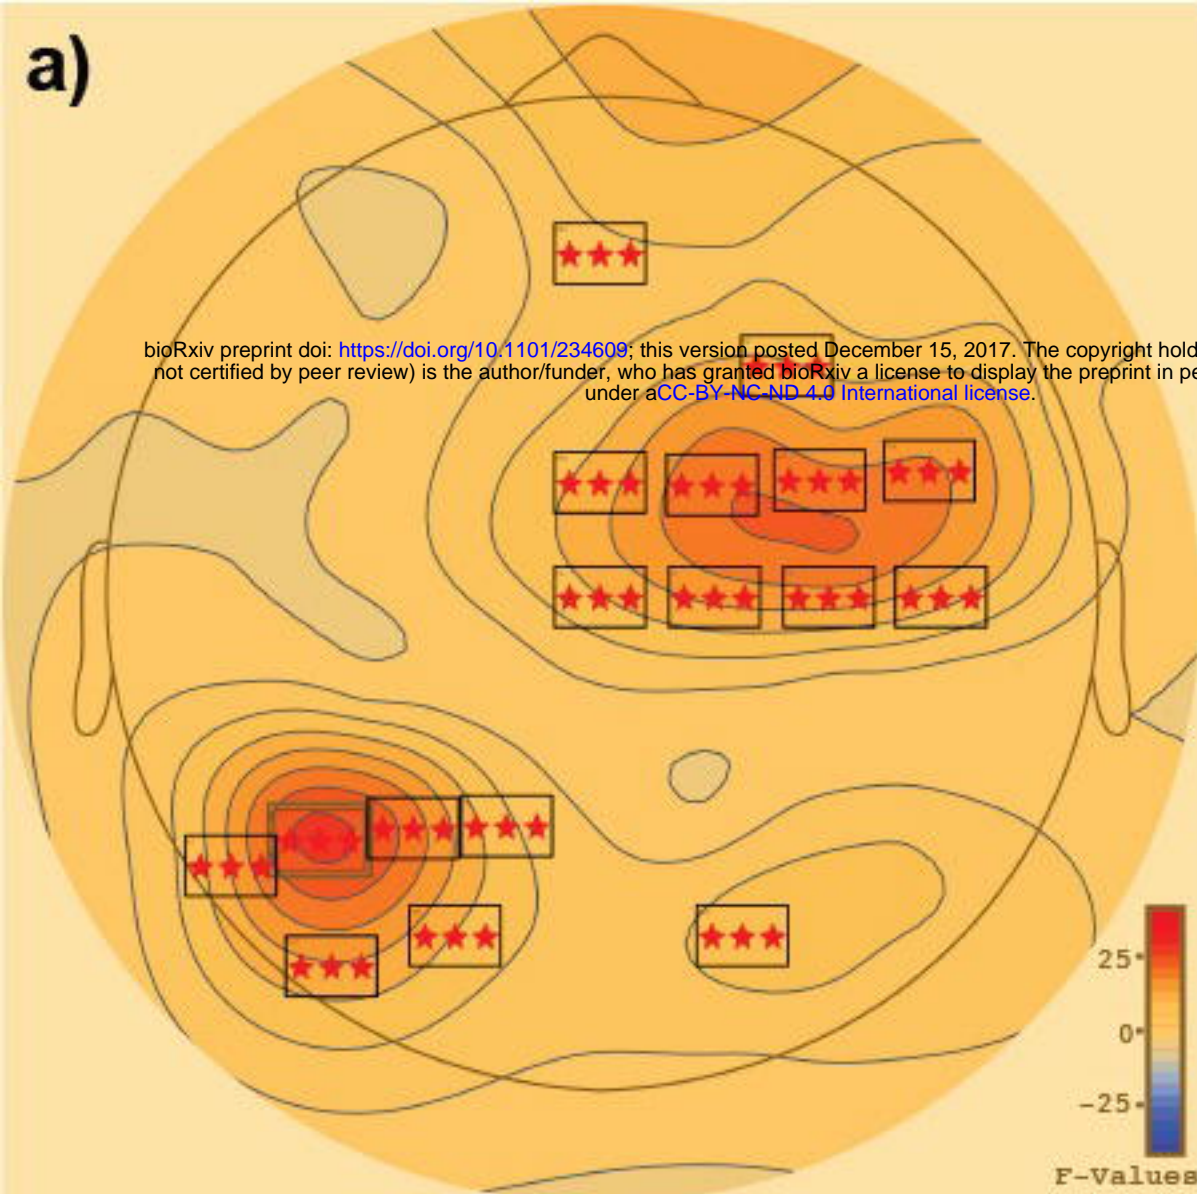 a)
bioRxiv preprint doi: https://doi.org/10.1101/234609; this version posted December 15, 2017. The copyright hold
not certified by peer review) is the author/funder, who has granted bioRxiv a license to display the preprint in pe
under aCC-BY-NC-ND 4.0 International license.
25
0
-25
F-Values